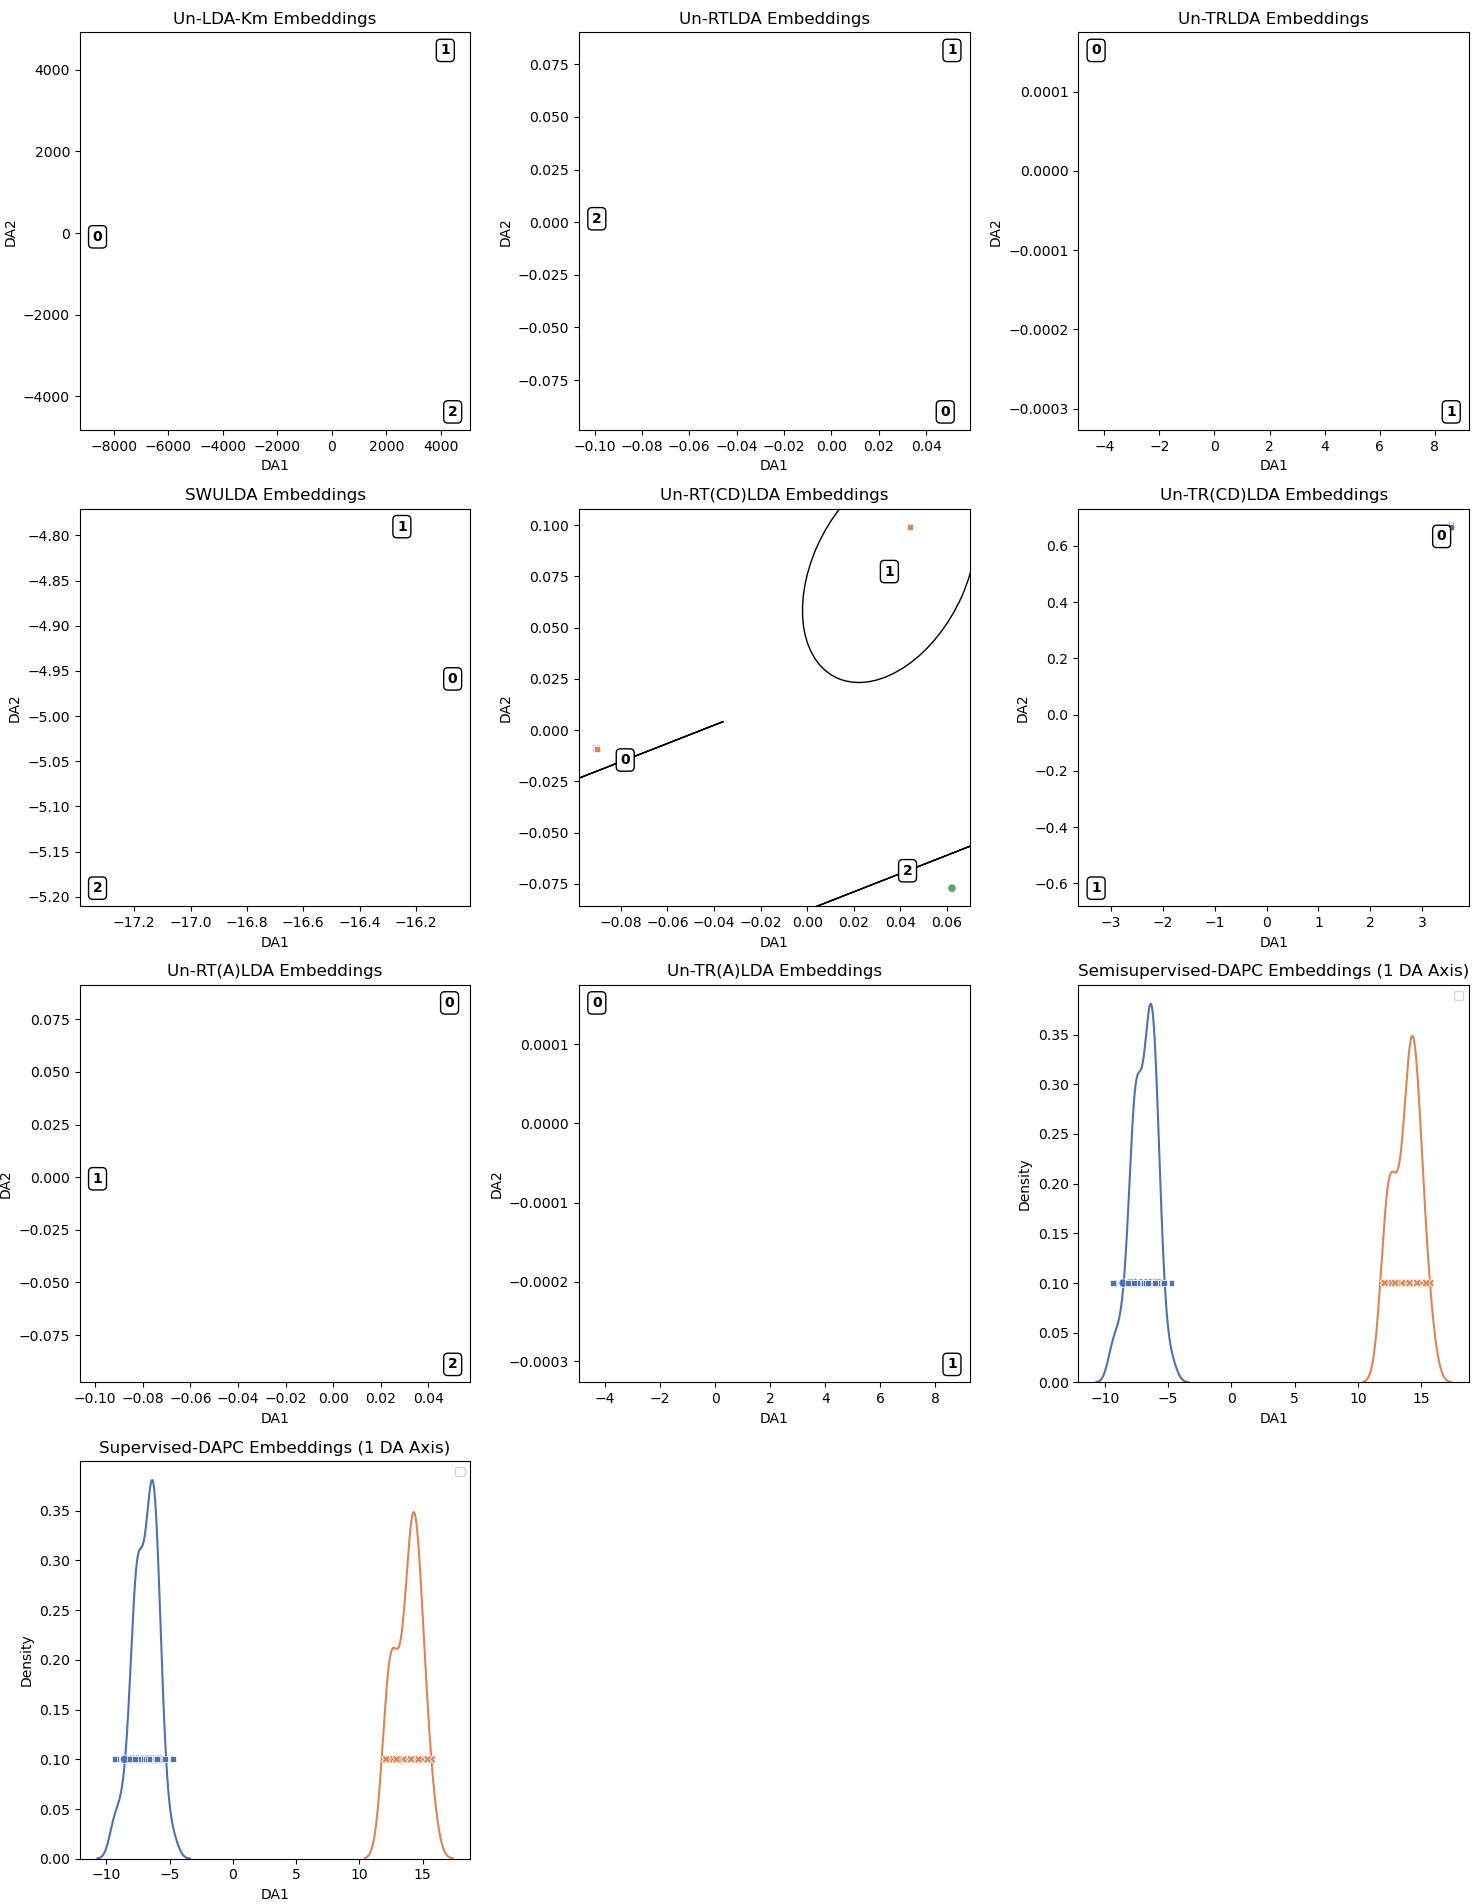 Un-LDA-Km Embeddings
4000
2000
0
−2000
−4000
DA2
1
0
2
−8000 −6000 −4000 −2000 0 2000 4000
DA1
Un-RTLDA Embeddings
0.075
0.050
0.025
0.000
−0.025
−0.050
−0.075
DA2
1
2
0
−0.10 −0.08 −0.06 −0.04 −0.02 0.00 0.02 0.04
DA1
Un-TRLDA Embeddings
0.0001
0.0000
−0.0001
−0.0002
−0.0003
DA2
0
1
−4 −2 0 2 4 6 8
DA1
SWULDA Embeddings
−4.80
−4.85
−4.90
−4.95
−5.00
−5.05
−5.10
−5.15
−5.20
DA2
1
0
2
−17.2 −17.0 −16.8 −16.6 −16.4 −16.2
DA1
Un-RT(CD)LDA Embeddings
0.100
0.075
0.050
0.025
0.000
−0.025
−0.050
−0.075
DA2
1
0
2
−0.08 −0.06 −0.04 −0.02 0.00 0.02 0.04 0.06
DA1
Un-TR(CD)LDA Embeddings
0.6
0.4
0.2
0.0
−0.2
−0.4
−0.6
DA2
0
1
−3 −2 −1 0 1 2 3
DA1
Un-RT(A)LDA Embeddings
0.075
0.050
0.025
0.000
−0.025
−0.050
−0.075
DA2
0
1
2
−0.10 −0.08 −0.06 −0.04 −0.02 0.00 0.02 0.04
DA1
Un-TR(A)LDA Embeddings
0.0001
0.0000
−0.0001
−0.0002
−0.0003
DA2
0
1
−4 −2 0 2 4 6 8
DA1
Semisupervised-DAPC Embeddings (1 DA Axis)
0.35
0.30
0.25
0.20
0.15
0.10
0.05
0.00
Density
−10 −5 0 5 10 15
DA1
Supervised-DAPC Embeddings (1 DA Axis)
0.35
0.30
0.25
0.20
0.15
0.10
0.05
0.00
Density
−10 −5 0 5 10 15
DA1